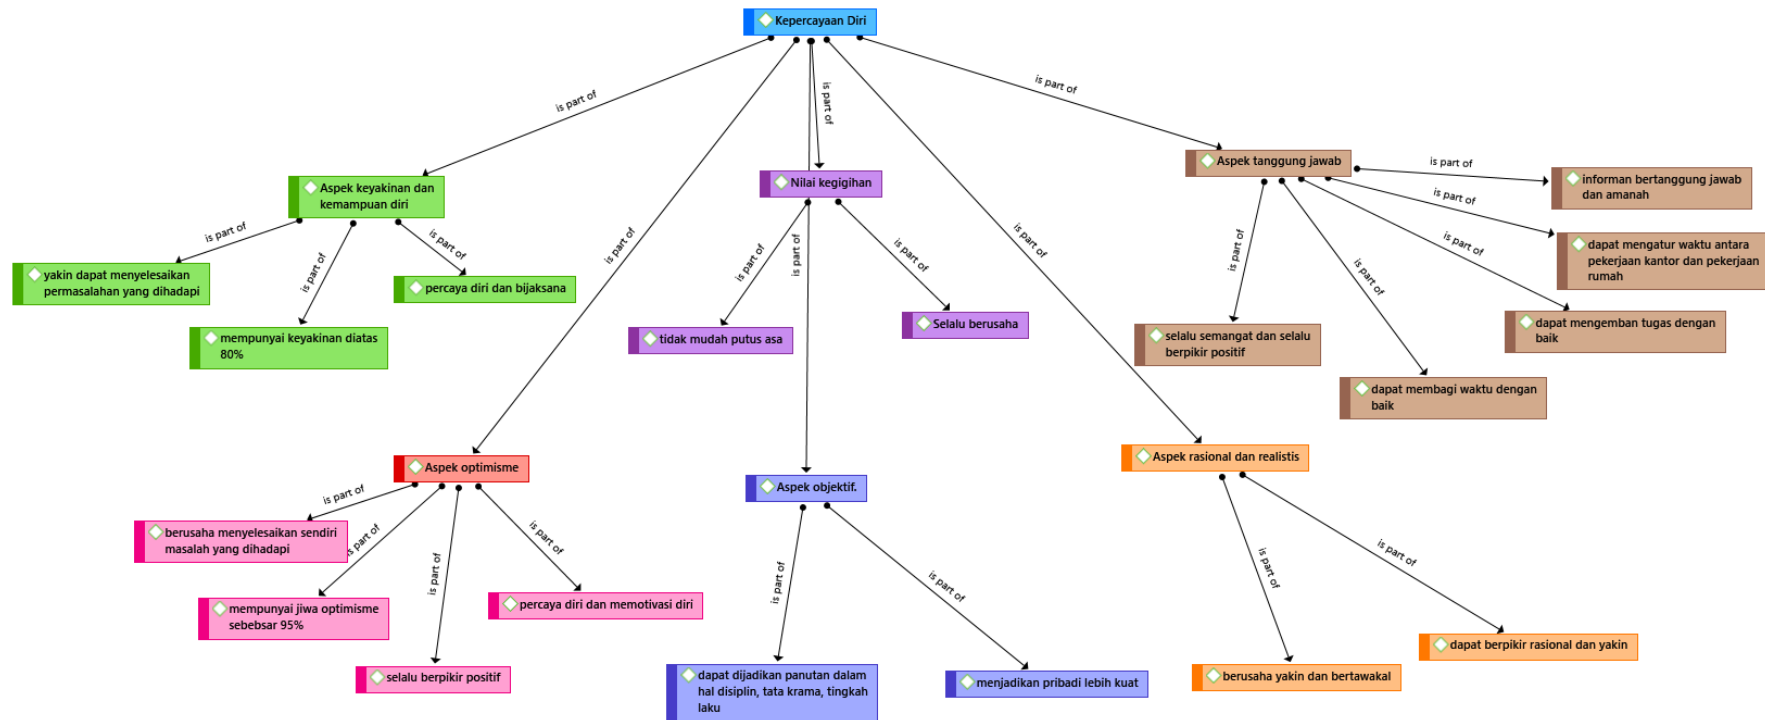 Kepercayaan Diri
is part of
is part of
is part of
is part of
is part of
is part of
Aspek keyakinan dan
kemampuan diri
is part of
is part of
is part of
yakin dapat menyelesaikan
permasalahan yang dihadapi
mempunyai keyakinan diatas
80%
percaya diri dan bijaksana
Nilai kegigihan
is part of
is part of
tidak mudah putus asa
Selalu berusaha
Aspek tanggung jawab
is part of
is part of
is part of
is part of
is part of
informan bertanggung jawab
dan amanah
dapat mengatur waktu antara
pekerjaan kantor dan pekerjaan
rumah
dapat mengemban tugas dengan
baik
selalu semangat dan selalu
berpikir positif
dapat membagi waktu dengan
baik
Aspek optimisme
is part of
is part of
is part of
is part of
berusaha menyelesaikan sendiri
masalah yang dihadapi
mempunyai jiwa optimisme
sebebsar 95%
selalu berpikir positif
percaya diri dan memotivasi diri
Aspek objektif.
is part of
is part of
dapat dijadikan panutan dalam
hal disiplin, tata krama, tingkah
laku
menjadikan pribadi lebih kuat
Aspek rasional dan realistis
is part of
is part of
berusaha yakin dan bertawakal
dapat berpikir rasional dan yakin